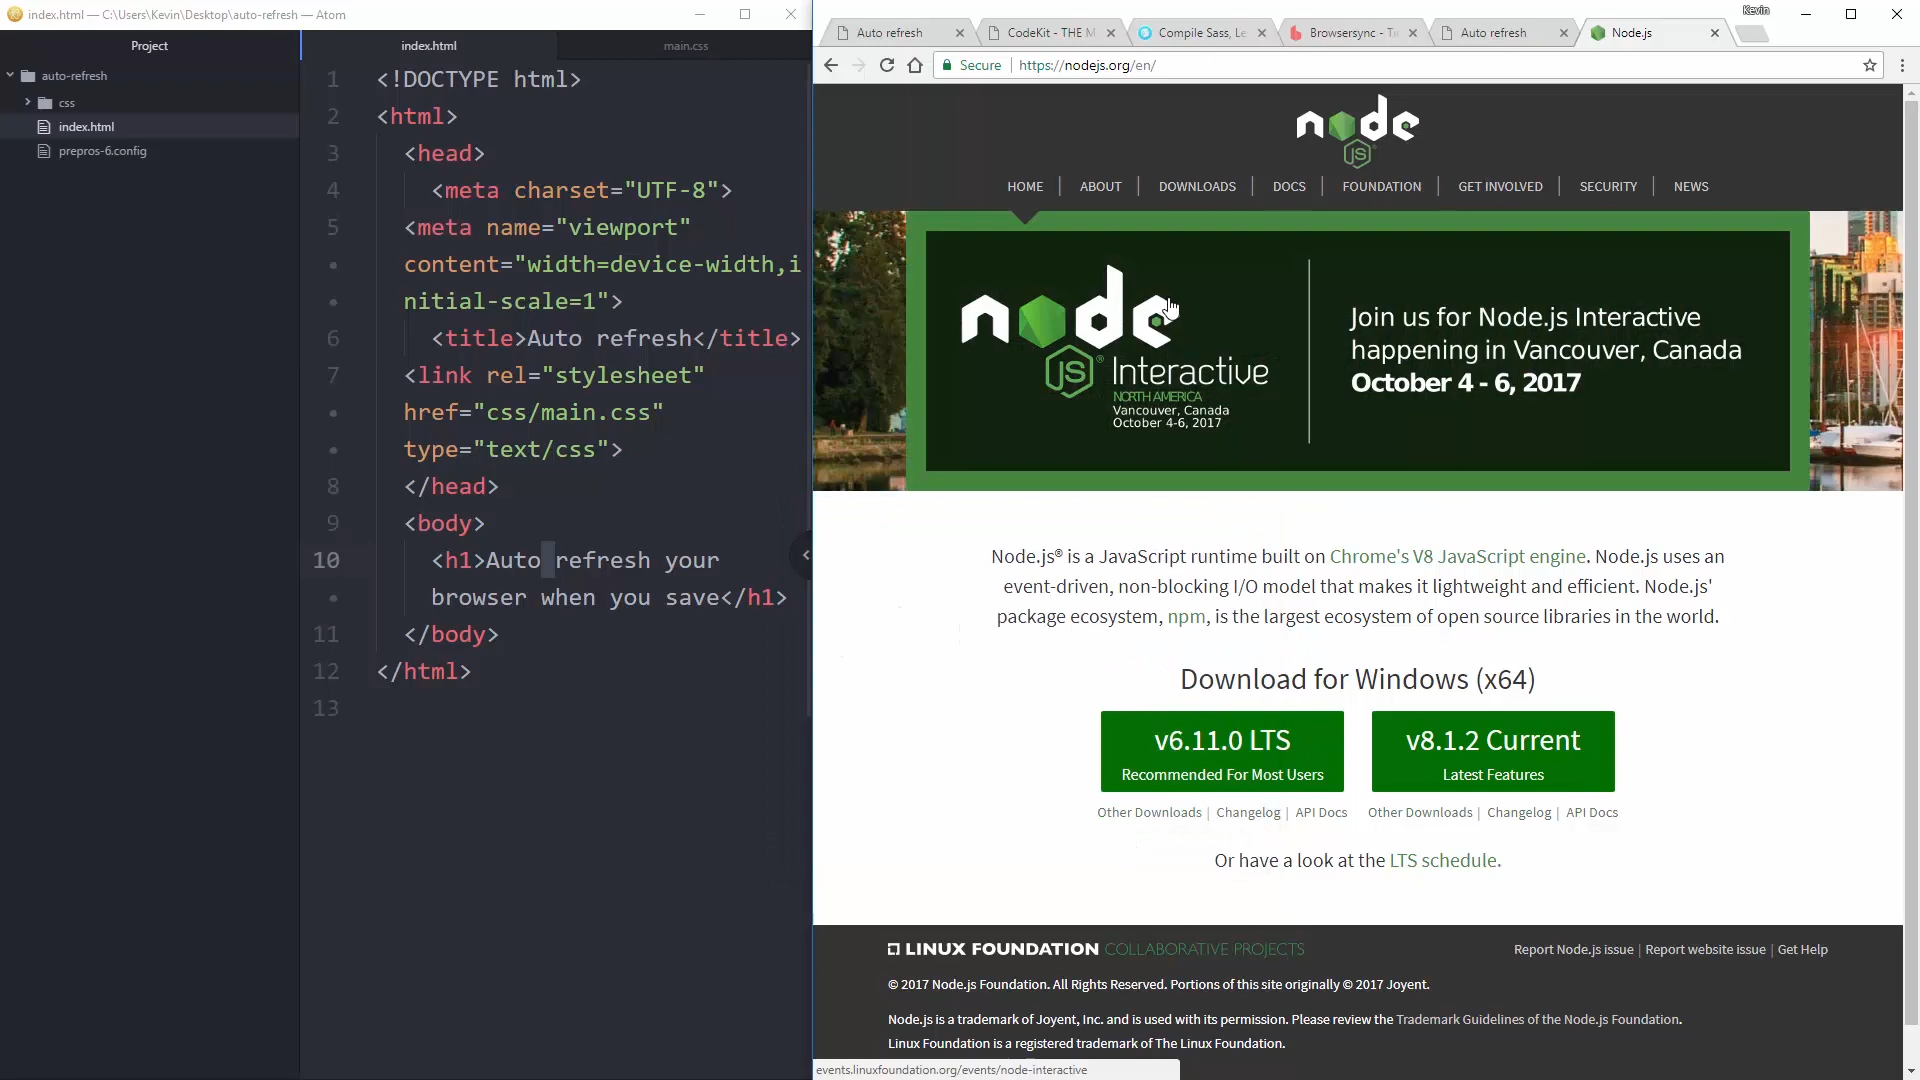 index.html — C:\Users\Kevin\Desktop\auto-refresh — Atom
Project
auto-refresh
css
index.html
prepros-6.config
index.html
main.css
1 <!DOCTYPE html>
2 <html>
3 <head>
4 <meta charset="UTF-8">
5 <meta name="viewport"
• content="width=device-width,i
• nitial-scale=1">
6 <title>Auto refresh</title>
7 <link rel="stylesheet"
• href="css/main.css"
• type="text/css">
8 </head>
9 <body>
10 <h1>Auto refresh your
• browser when you save</h1>
11 </body>
12 </html>
13
Kevin
Auto refresh
CodeKit - THE M
Compile Sass, Le
Browsersync - Ti
Auto refresh
Node.js
Secure | https://nodejs.org/en/
node
JS
HOME | ABOUT | DOWNLOADS | DOCS | FOUNDATION | GET INVOLVED | SECURITY | NEWS
node
JS® Interactive
NORTH AMERICA
Vancouver, Canada
October 4-6, 2017
Join us for Node.js Interactive
happening in Vancouver, Canada
October 4 - 6, 2017
Node.js® is a JavaScript runtime built on Chrome's V8 JavaScript engine. Node.js uses an
event-driven, non-blocking I/O model that makes it lightweight and efficient. Node.js'
package ecosystem, npm, is the largest ecosystem of open source libraries in the world.
Download for Windows (x64)
v6.11.0 LTS
Recommended For Most Users
v8.1.2 Current
Latest Features
Other Downloads | Changelog | API Docs
Other Downloads | Changelog | API Docs
Or have a look at the LTS schedule.
LINUX FOUNDATION COLLABORATIVE PROJECTS
Report Node.js issue | Report website issue | Get Help
© 2017 Node.js Foundation. All Rights Reserved. Portions of this site originally © 2017 Joyent.
Node.js is a trademark of Joyent, Inc. and is used with its permission. Please review the Trademark Guidelines of the Node.js Foundation.
Linux Foundation is a registered trademark of The Linux Foundation.
events.linuxfoundation.org/events/node-interactive